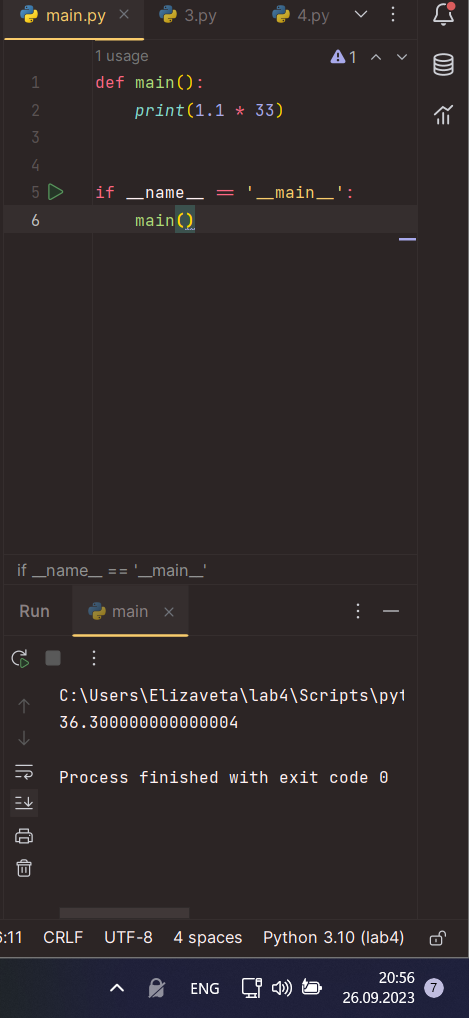 main.py 3.py 4.py
1 usage 1
1 def main():
2 print(1.1 * 33)
3
4
5 if __name__ == '__main__':
6 main()
if __name__ == '__main__'
Run main
C:\Users\Elizaveta\lab4\Scripts\pyt
36.300000000000004
Process finished with exit code 0
6:11 CRLF UTF-8 4 spaces Python 3.10 (lab4)
ENG 20:56 7
26.09.2023